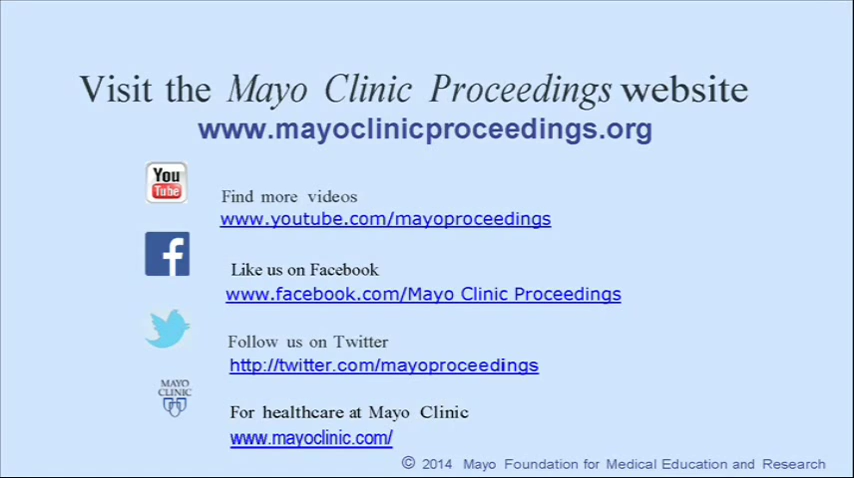 Visit the Mayo Clinic Proceedings website
www.mayoclinicproceedings.org
You
Tube
Find more videos
www.youtube.com/mayoproceedings
f
Like us on Facebook
www.facebook.com/Mayo Clinic Proceedings
Follow us on Twitter
http://twitter.com/mayoproceedings
MAYO
CLINIC
For healthcare at Mayo Clinic
www.mayoclinic.com/
© 2014 Mayo Foundation for Medical Education and Research